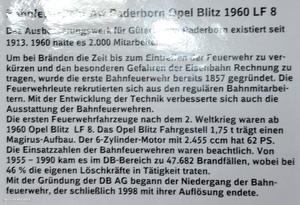 Bahnfeuerwehr AW Paderborn Opel Blitz 1960 LF 8
Das Ausbesserungswerk für Güterwagen Paderborn existiert seit
1913. 1960 hatte es 2.000 Mitarbeiter.
Um bei Bränden die Zeit bis zum Eintreffen der Feuerwehr zu ver-
kürzen und den besonderen Gefahren der Eisenbahn Rechnung zu
tragen, wurde die erste Bahnfeuerwehr bereits 1857 gegründet. Die
Feuerwehrleute rekrutierten sich aus den regulären Bahnmitarbei-
tern. Mit der Entwicklung der Technik verbesserte sich auch die
Ausstattung der Bahnfeuerwehren.
Die ersten Feuerwehrfahrzeuge nach dem 2. Weltkrieg waren ab
1960 Opel Blitz LF 8. Das Opel Blitz Fahrgestell 1,75 t trägt einen
Magirus-Aufbau. Der 6-Zylinder-Motor mit 2.455 ccm hat 62 PS.
Die Einsatzzahlen der Bahnfeuerwehren waren beachtlich. Von
1955 - 1990 kam es im DB-Bereich zu 47.682 Brandfällen, wobei bei
46 % die eigenen Löschkräfte in Tätigkeit traten.
Mit der Gründung der DB AG begann der Niedergang der Bahn-
feuerwehr, der schließlich 1998 mit ihrer Auflösung endete.